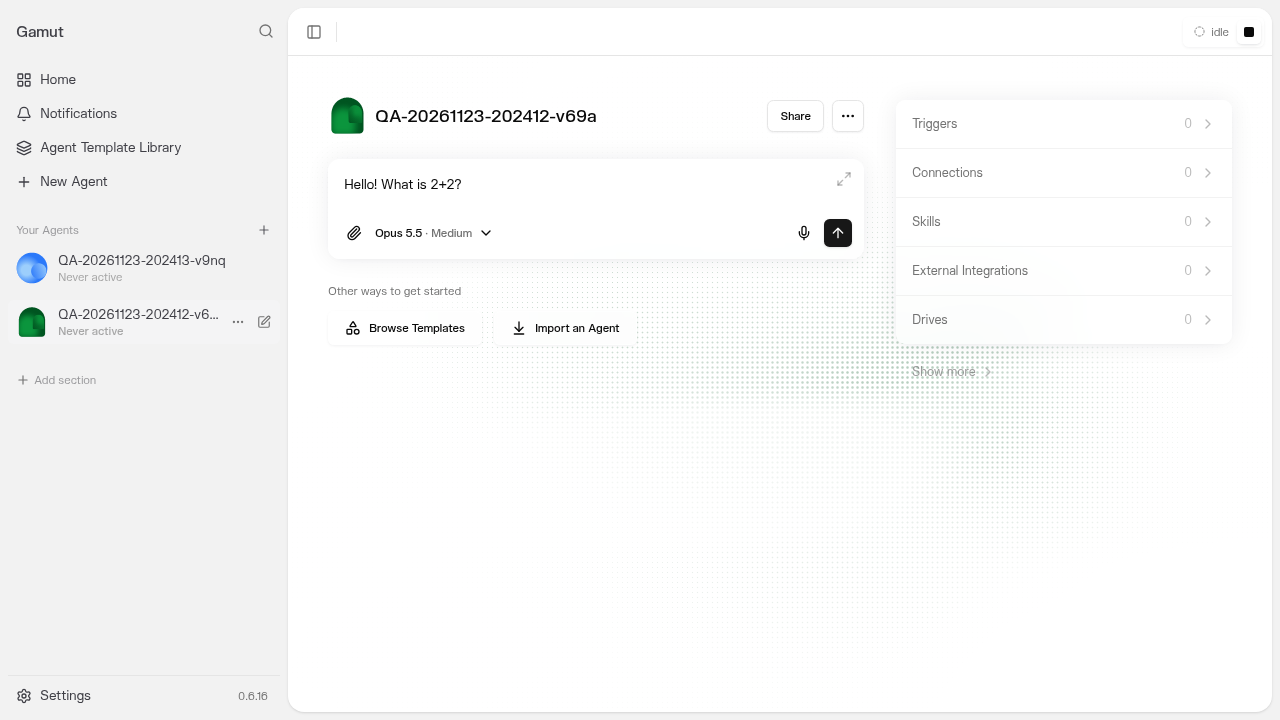 Gamut
Home
Notifications
Agent Template Library
New Agent
Your Agents
QA-20261123-202413-v9nq
Never active
QA-20261123-202412-v6...
Never active
Add section
Settings
0.6.16
idle
QA-20261123-202412-v69a
Share
Hello! What is 2+2?
Opus 5.5 · Medium
Other ways to get started
Browse Templates
Import an Agent
Triggers 0
Connections 0
Skills 0
External Integrations 0
Drives 0
Show more